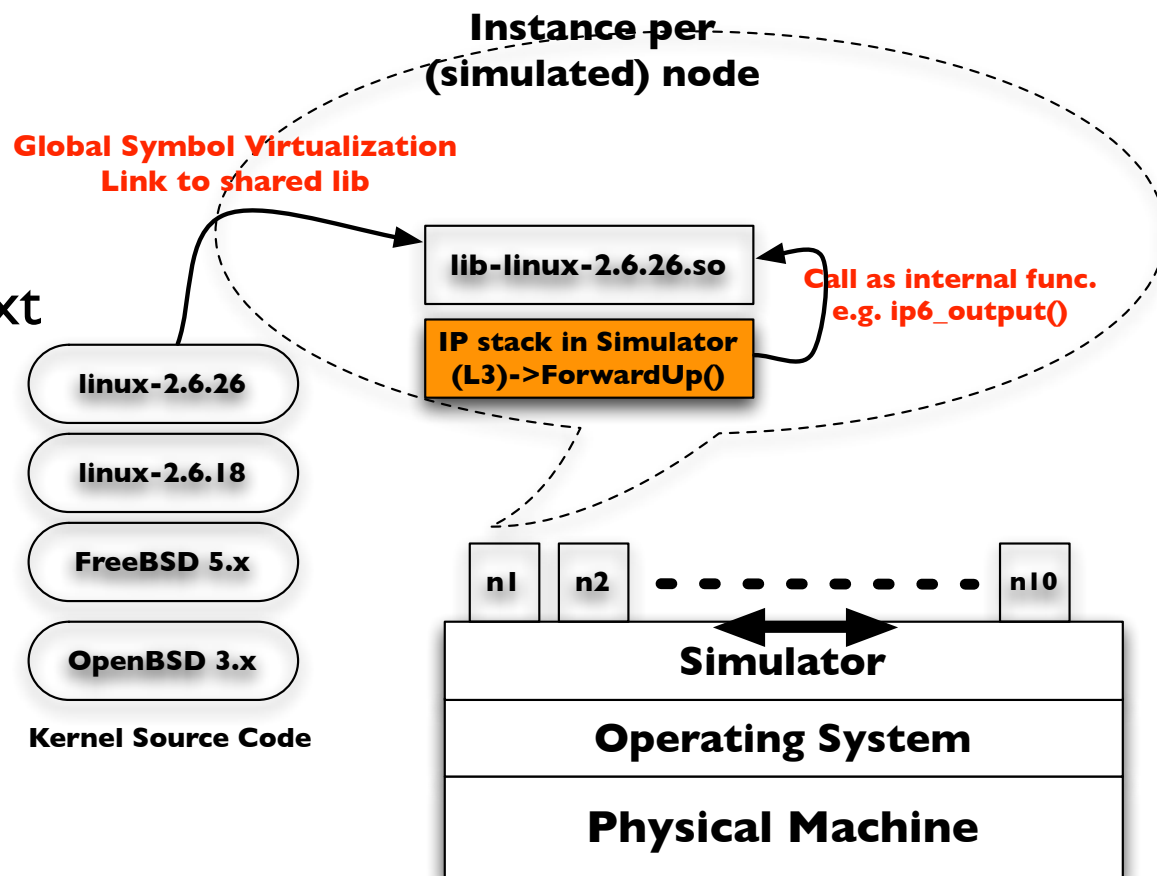 Instance per
(simulated) node
Global Symbol Virtualization
Link to shared lib
lib-linux-2.6.26.so
Call as internal func.
e.g. ip6_output()
xt
IP stack in Simulator
(L3)->ForwardUp()
linux-2.6.26
linux-2.6.18
FreeBSD 5.x
OpenBSD 3.x
Kernel Source Code
n1
n2
n10
Simulator
Operating System
Physical Machine